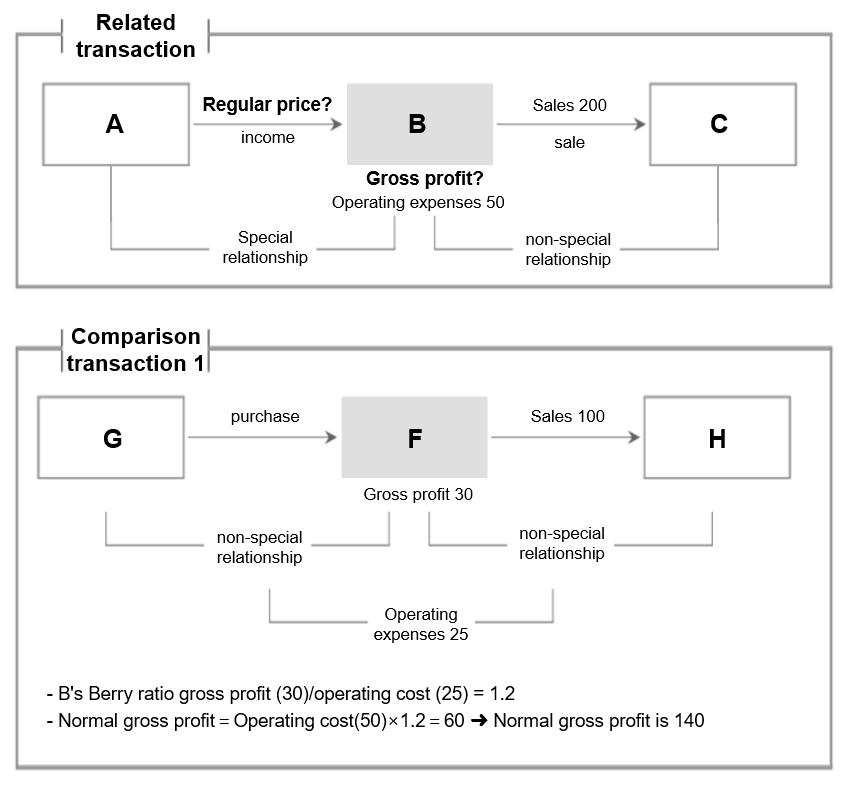 Related
transaction
A
Regular price?
income
B
Sales 200
sale
C
Gross profit?
Operating expenses 50
Special
relationship
non-special
relationship
Comparison
transaction 1
G
purchase
F
Sales 100
H
Gross profit 30
non-special
relationship
non-special
relationship
Operating
expenses 25
- B's Berry ratio gross profit (30)/operating cost (25) = 1.2
- Normal gross profit = Operating cost(50)×1.2 = 60 ➜ Normal gross profit is 140